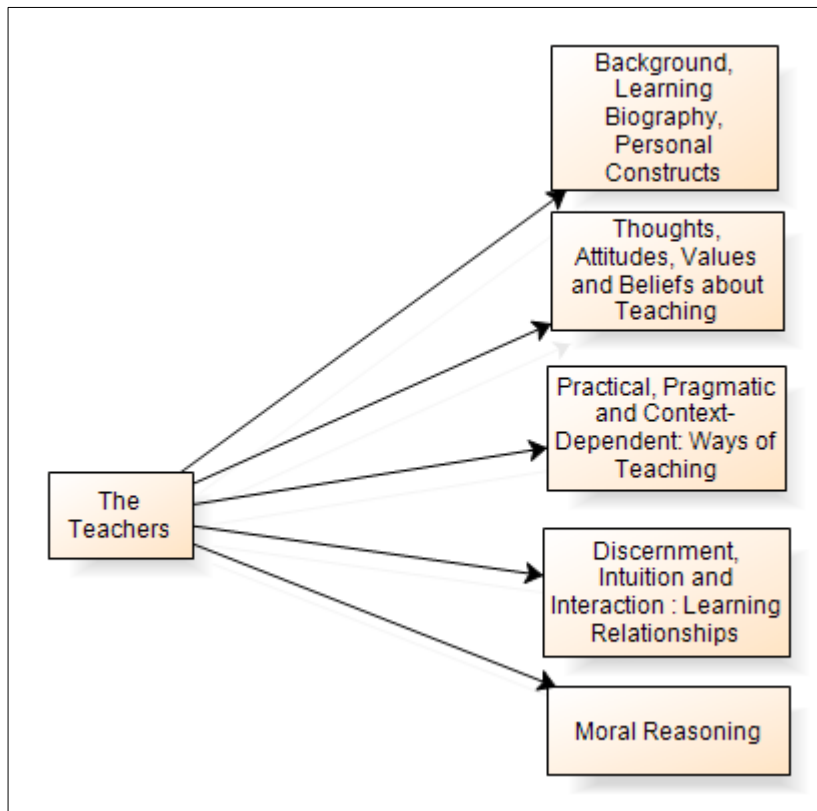 Background,
Learning
Biography,
Personal
Constructs
Thoughts,
Attitudes, Values
and Beliefs about
Teaching
Practical, Pragmatic
and Context-
Dependent: Ways of
Teaching
The
Teachers
Discernment,
Intuition and
Interaction : Learning
Relationships
Moral Reasoning